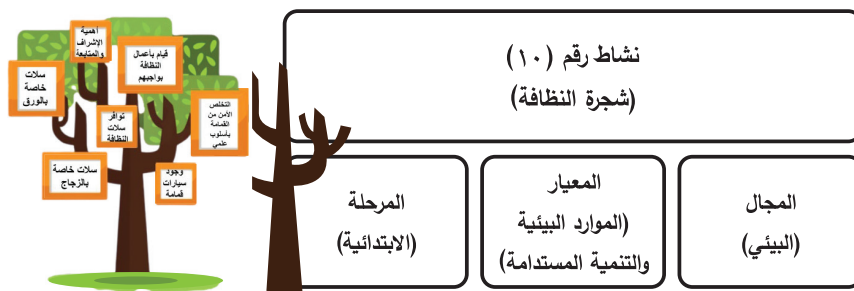 نشاط رقم (١٠)
(شجرة النظافة)
المجال
(البيئي)
المعيار
(الموارد البيئية
والتنمية المستدامة)
المرحلة
(الابتدائية)
أهمية
الإشراف
والمتابعة
قيام بأعمال
النظافة
بواجبهم
سلات
خاصة
بالورق
التخلص
الآمن من
القمامة
بأسلوب
علمي
توافر
سلات
النظافة
سلات خاصة
بالزجاج
وجود
سيارات
قمامة